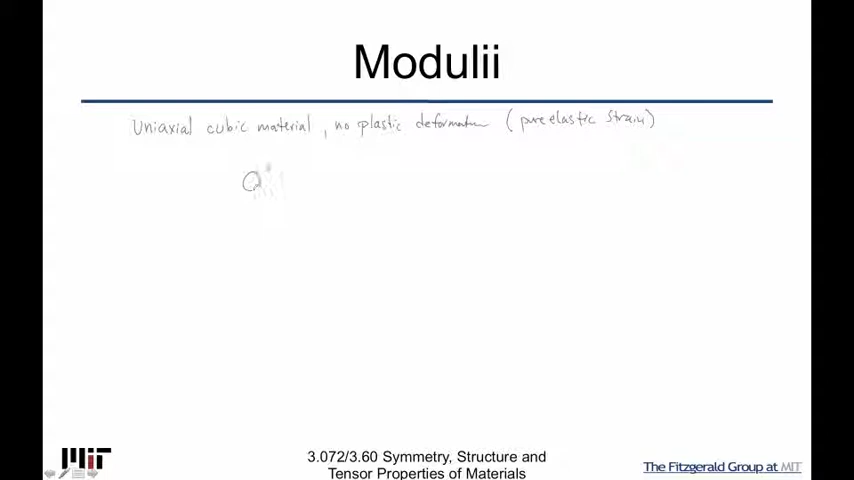 Modulii
Uniaxial cubic material, no plastic deformation (pure elastic strain)
MIT
3.072/3.60 Symmetry, Structure and
Tensor Properties of Materials
The Fitzgerald Group at MIT